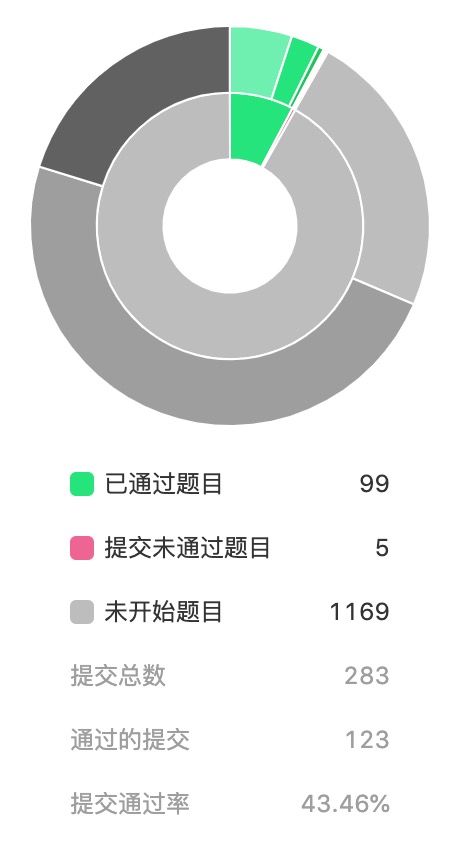 已通过题目 99
提交未通过题目 5
未开始题目 1169
提交总数 283
通过的提交 123
提交通过率 43.46%